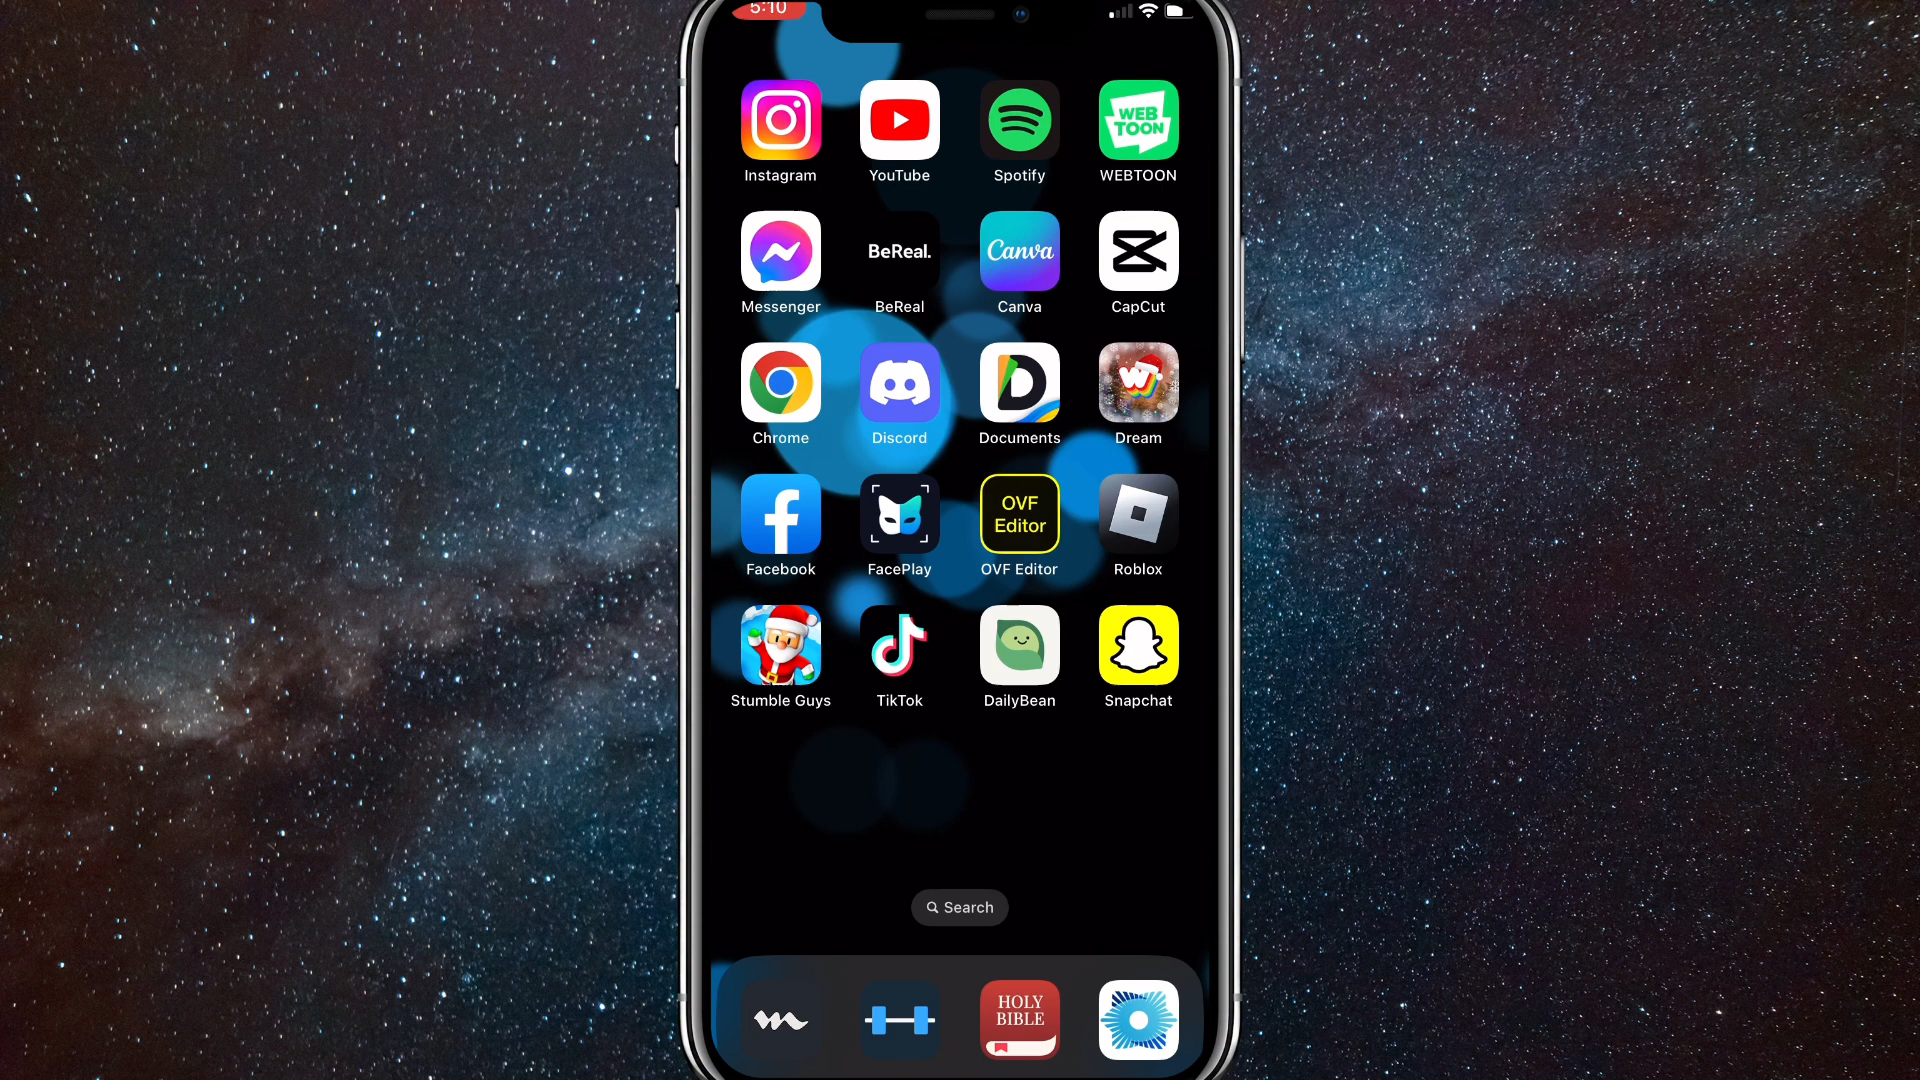 5:10
WEB
TOON
Instagram
YouTube
Spotify
WEBTOON
BeReal.
Canva
Messenger
BeReal
Canva
CapCut
Chrome
Discord
Documents
Dream
OVF
Editor
Facebook
FacePlay
OVF Editor
Roblox
Stumble Guys
TikTok
DailyBean
Snapchat
Search
HOLY
BIBLE